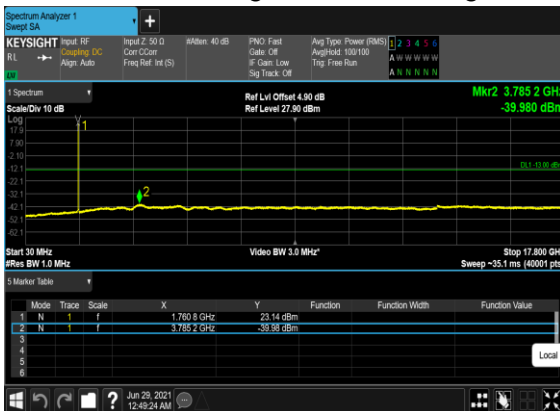 Spectrum Analyzer 1
Swept SA
+
KEYSIGHT Input: RF Input Z: 50 Ω #Atten: 40 dB PNO: Fast Avg Type: Power (RMS) 1 2 3 4 5 6
RL Coupling: DC Corr CCorr Gate: Off Avg|Hold: 100/100 A W W W W W
Align: Auto Freq Ref: Int (S) IF Gain: Low Trig: Free Run
LV Sig Track: Off A N N N N N
1 Spectrum Ref Lvl Offset 4.90 dB Mkr2 3.785 2 GHz
Scale/Div 10 dB Ref Level 27.90 dBm -39.980 dBm
Log
17.9
7.90
-2.10
-12.1
-22.1
-32.1
-42.1
-52.1
-62.1
1
DL1 -13.00 dBm
2
Start 30 MHz Video BW 3.0 MHz* Stop 17.800 GHz
#Res BW 1.0 MHz Sweep ~35.1 ms (40001 pts)
5 Marker Table
Mode Trace Scale X Y Function Function Width Function Value
1 N 1 f 1.760 8 GHz 23.14 dBm
2 N 1 f 3.785 2 GHz -39.98 dBm
3
4
5
6
Local
? Jun 29, 2021
12:49:24 AM